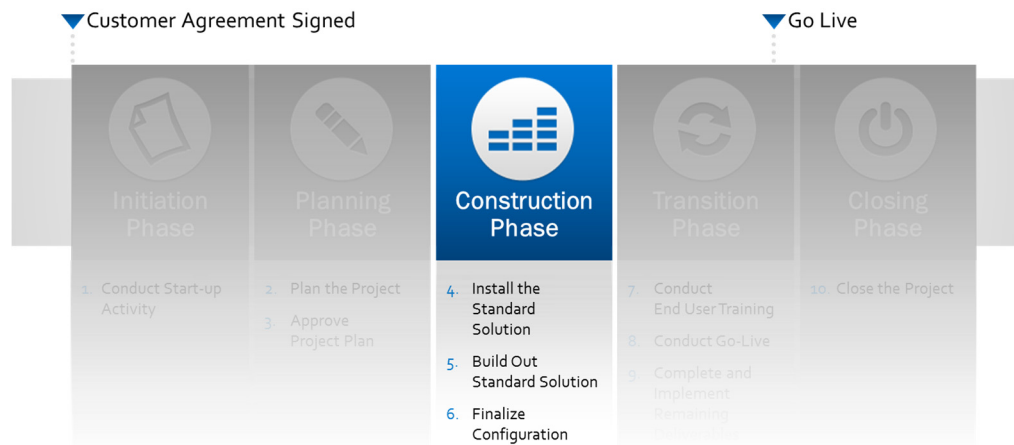 Customer Agreement Signed
Go Live
Initiation
Phase
Planning
Phase
Construction
Phase
Transition
Phase
Closing
Phase
1. Conduct Start-up
Activity
2. Plan the Project
3. Approve
Project Plan
4. Install the
Standard
Solution
5. Build Out
Standard Solution
6. Finalize
Configuration
7. Conduct
End User Training
8. Conduct Go-Live
9. Complete and
Implement
Remaining
10. Close the Project